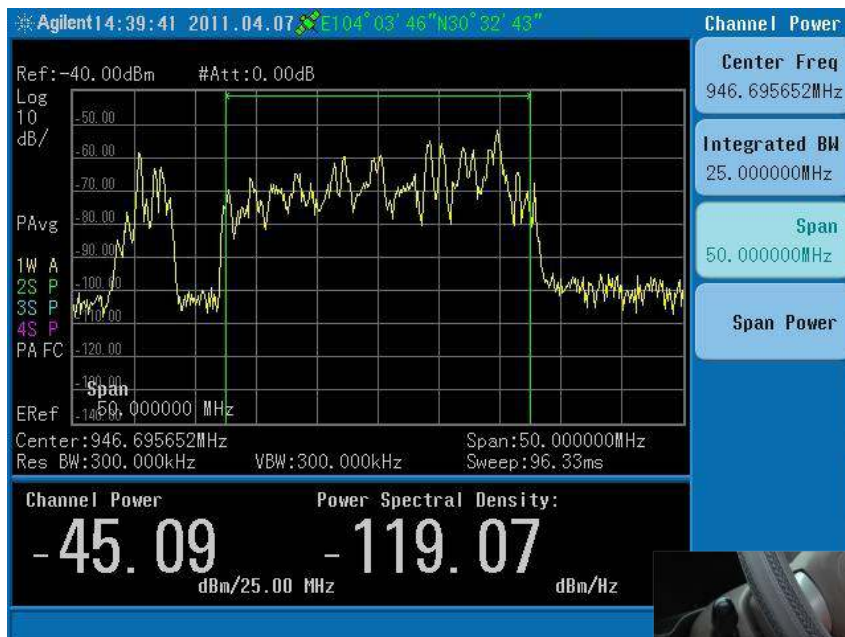 Agilent 14:39:41 2011.04.07 E104°03'46"N30°32'43" Channel Power
Ref:-40.00dBm #Att:0.00dB
Log
10
dB/
PAvg
1W A
2S P
3S P
4S P
PA FC
ERef
-50.00
-60.00
-70.00
-80.00
-90.00
-100.00
-110.00
-120.00
Span
50.000000 MHz
Center:946.695652MHz Span:50.000000MHz
Res BW:300.000kHz VBW:300.000kHz Sweep:96.33ms
Channel Power Power Spectral Density:
-45.09 -119.07
dBm/25.00 MHz dBm/Hz
Center Freq
946.695652MHz
Integrated BW
25.000000MHz
Span
50.000000MHz
Span Power